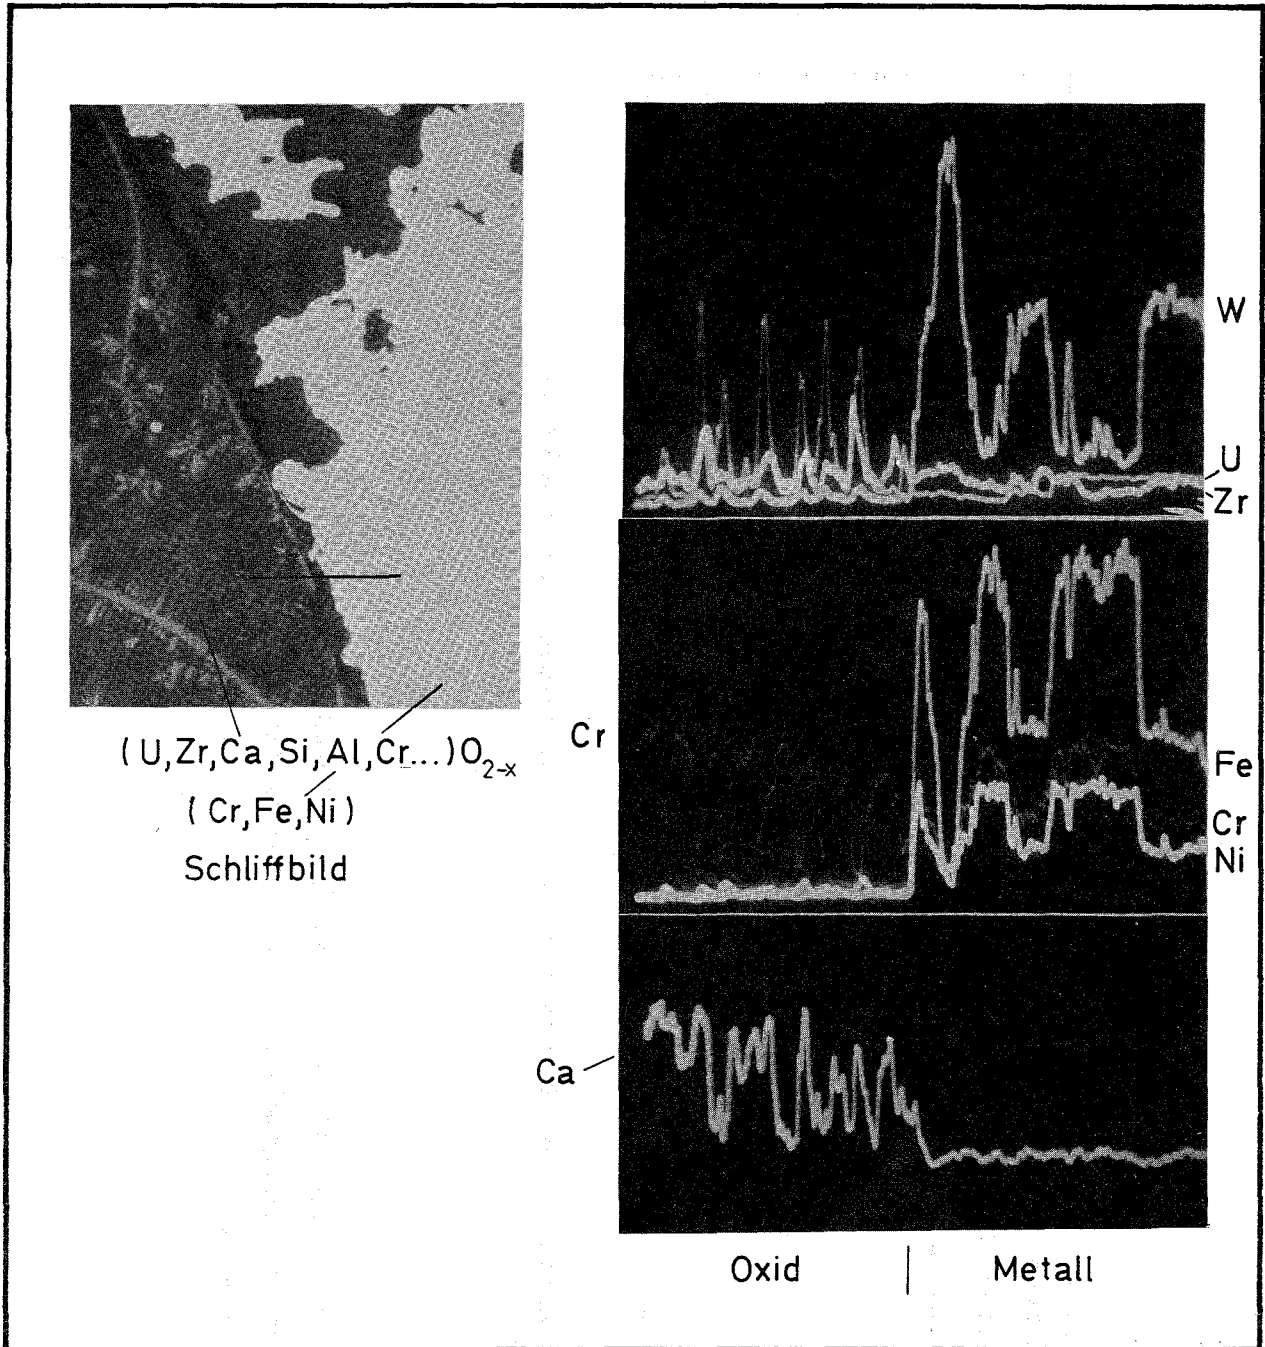 (U,Zr,Ca,Si,Al,Cr...)O2-x
(Cr,Fe,Ni)
Schliffbild
W
U
Zr
Cr
Fe
Cr
Ni
Ca
Oxid | Metall